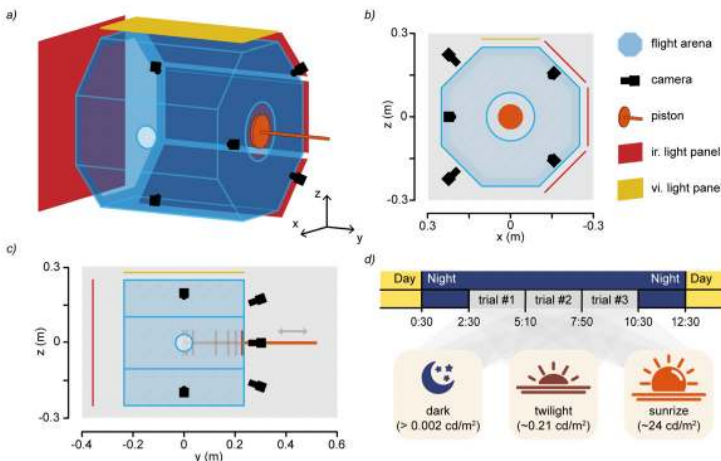 a)
z
x
y
b)
0.3
z (m)
0
-0.3
0.3
0
-0.3
x (m)
flight arena
camera
piston
ir. light panel
vi. light panel
c)
0.3
z (m)
0
-0.3
-0.4
-0.2
0
0.2
0.4
0.6
y (m)
d)
Day
Night
Night
Day
trial #1
trial #2
trial #3
0:30
2:30
5:10
7:50
10:30
12:30
dark
(> 0.002 cd/m²)
twilight
(~0.21 cd/m²)
sunrize
(~24 cd/m²)